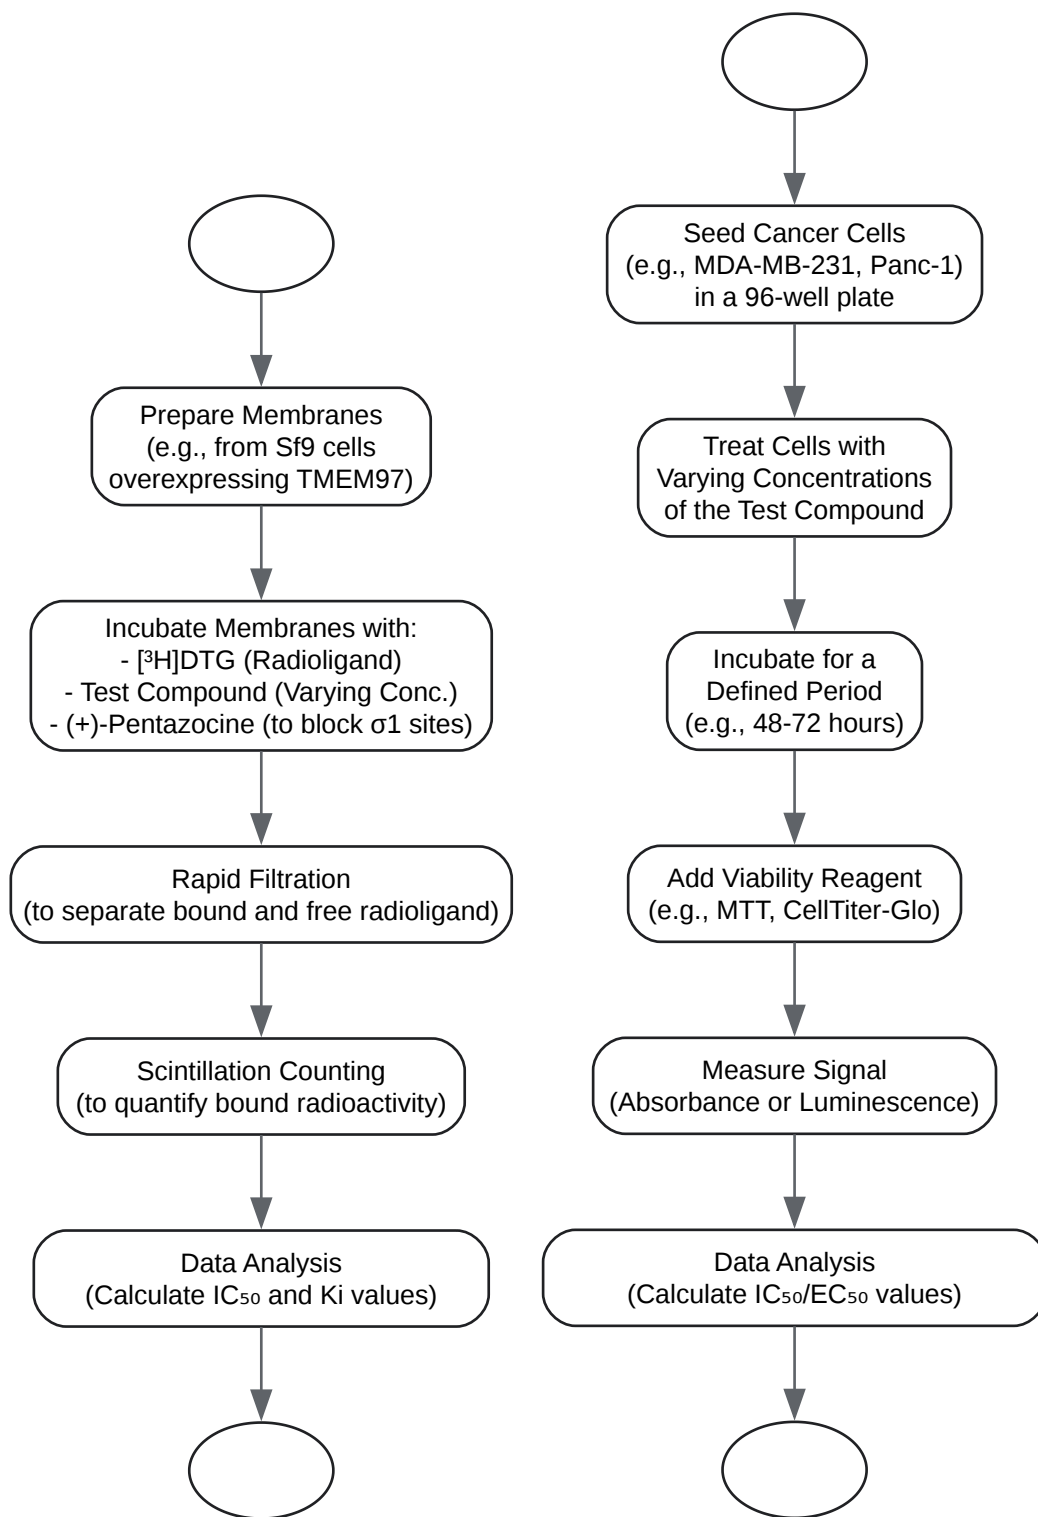 Prepare Membranes
(e.g., from Sf9 cells
overexpressing TMEM97)
Incubate Membranes with:
- [³H]DTG (Radioligand)
- Test Compound (Varying Conc.)
- (+)-Pentazocine (to block σ1 sites)
Rapid Filtration
(to separate bound and free radioligand)
Scintillation Counting
(to quantify bound radioactivity)
Data Analysis
(Calculate IC₅₀ and Ki values)
Seed Cancer Cells
(e.g., MDA-MB-231, Panc-1)
in a 96-well plate
Treat Cells with
Varying Concentrations
of the Test Compound
Incubate for a
Defined Period
(e.g., 48-72 hours)
Add Viability Reagent
(e.g., MTT, CellTiter-Glo)
Measure Signal
(Absorbance or Luminescence)
Data Analysis
(Calculate IC₅₀/EC₅₀ values)